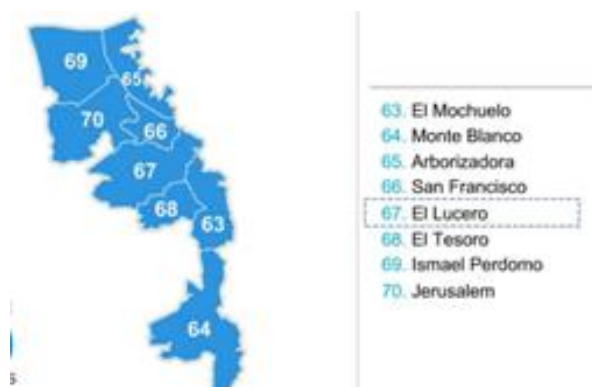 69
65
70
66
67
68
63
64
63. El Mochuelo
64. Monte Blanco
65. Arborizadora
66. San Francisco
67. El Lucero
68. El Tesoro
69. Ismael Perdomo
70. Jerusalem
s